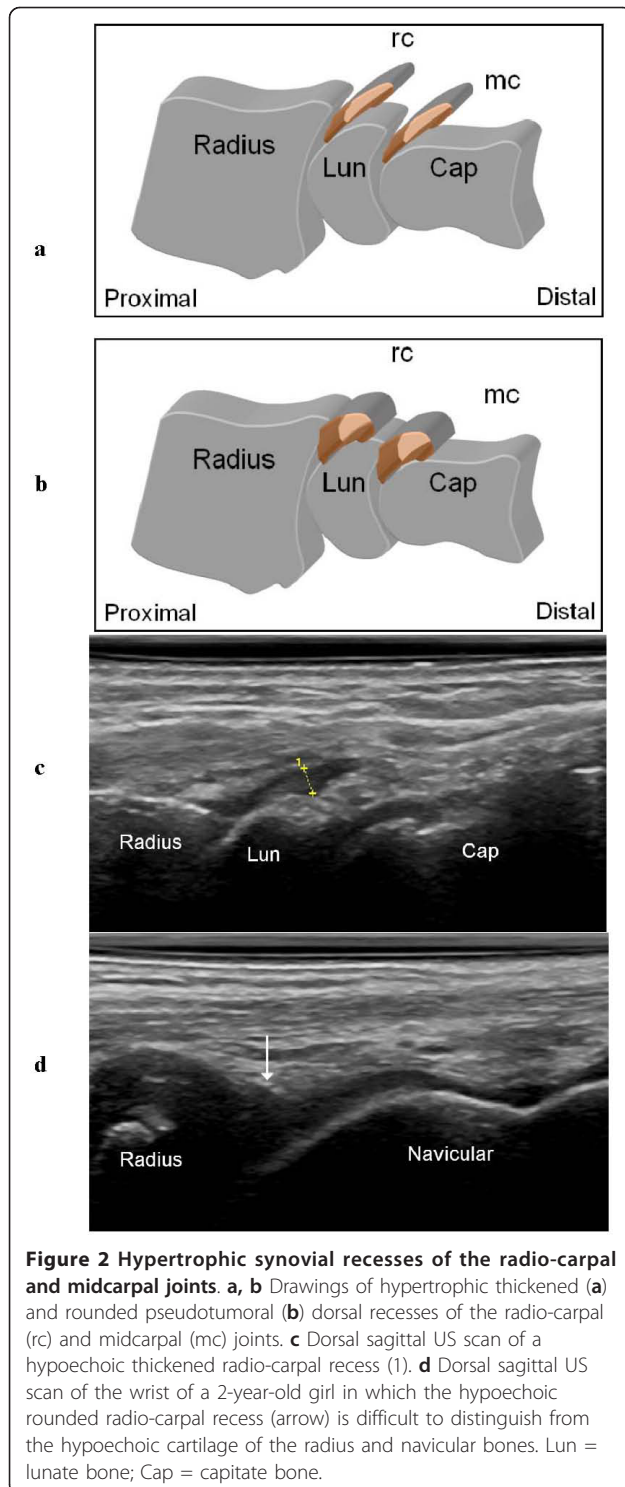 rc
mc
Radius
Lun
Cap
a
Proximal
Distal
rc
mc
Radius
Lun
Cap
b
Proximal
Distal
c
1
Radius
Lun
Cap
d
Radius
Navicular
Figure 2 Hypertrophic synovial recesses of the radio-carpal
and midcarpal joints. a, b Drawings of hypertrophic thickened (a)
and rounded pseudotumoral (b) dorsal recesses of the radio-carpal
(rc) and midcarpal (mc) joints. c Dorsal sagittal US scan of a
hypoechoic thickened radio-carpal recess (1). d Dorsal sagittal US
scan of the wrist of a 2-year-old girl in which the hypoechoic
rounded radio-carpal recess (arrow) is difficult to distinguish from
the hypoechoic cartilage of the radius and navicular bones. Lun =
lunate bone; Cap = capitate bone.